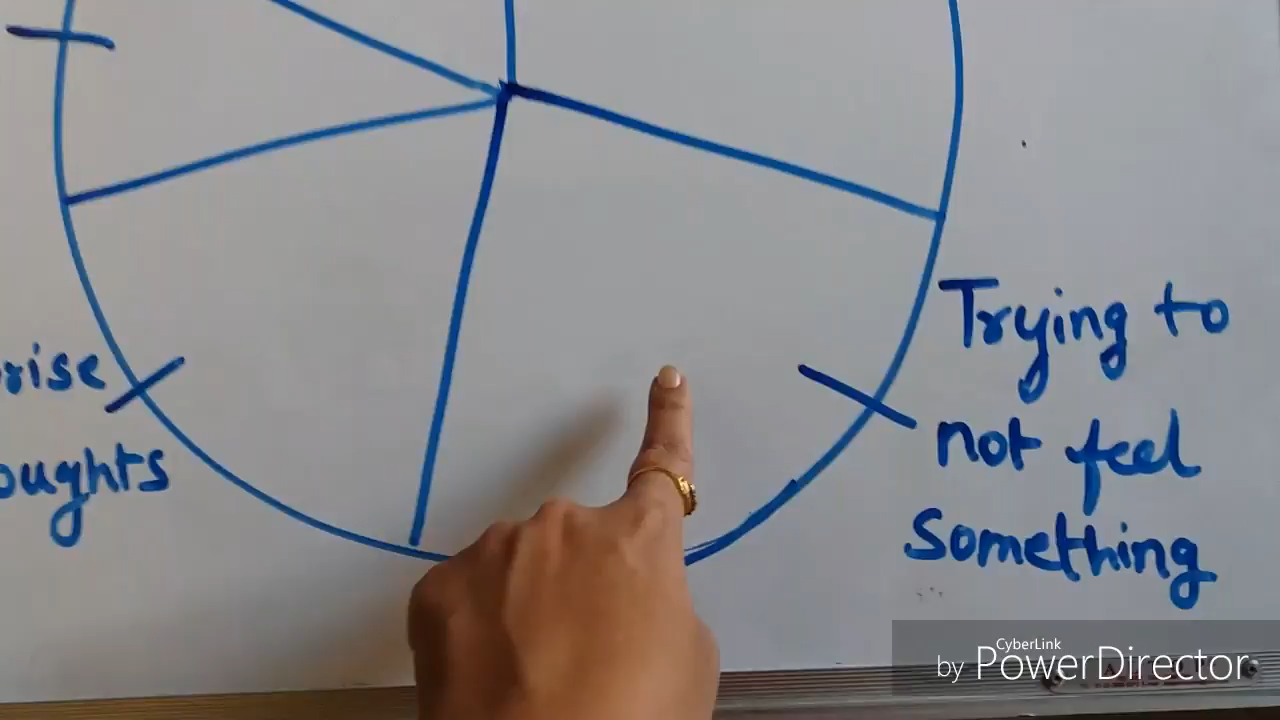 Trying to
not feel
Something
rise
oughts
CyberLink
by PowerDirector